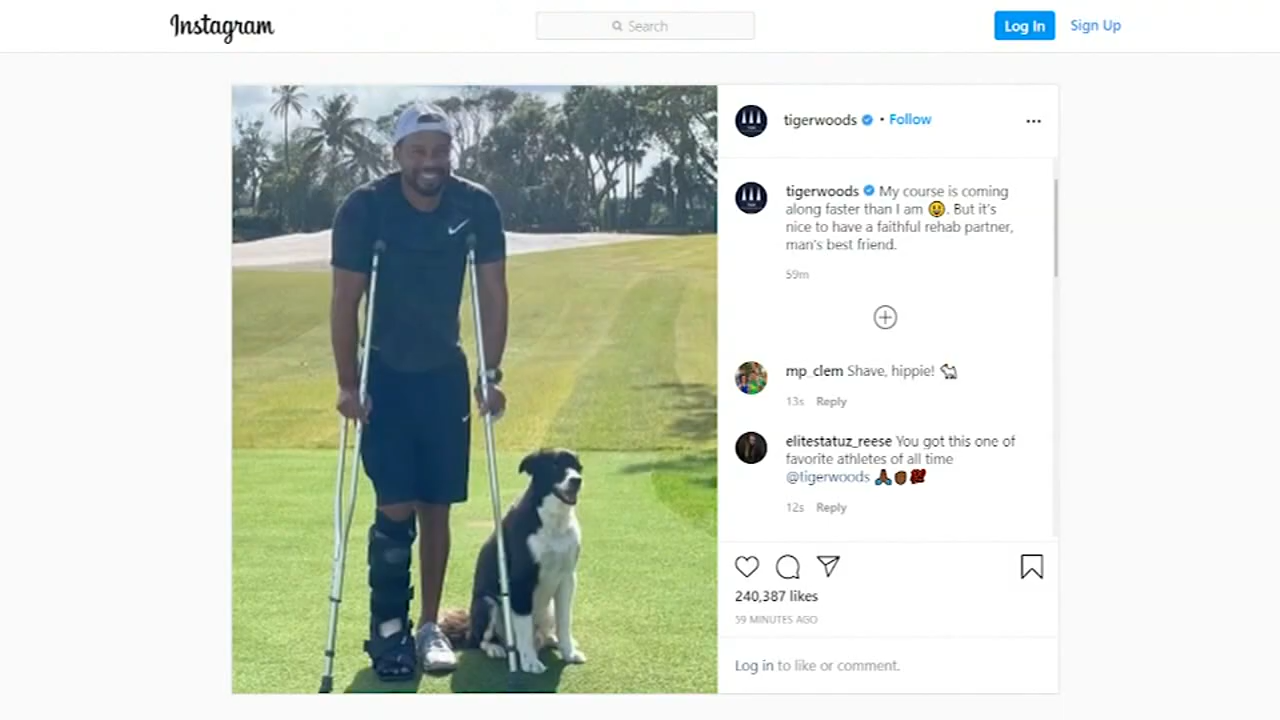 Instagram
Search
Log In
Sign Up
tigerwoods • Follow
tigerwoods My course is coming
along faster than I am 😃. But it's
nice to have a faithful rehab partner,
man's best friend.
59m
mp_clem Shave, hippie! 🐐
13s Reply
elitestatuz_reese You got this one of
favorite athletes of all time
@tigerwoods 🙏🏾✊🏾💯
12s Reply
240,387 likes
59 MINUTES AGO
Log in to like or comment.